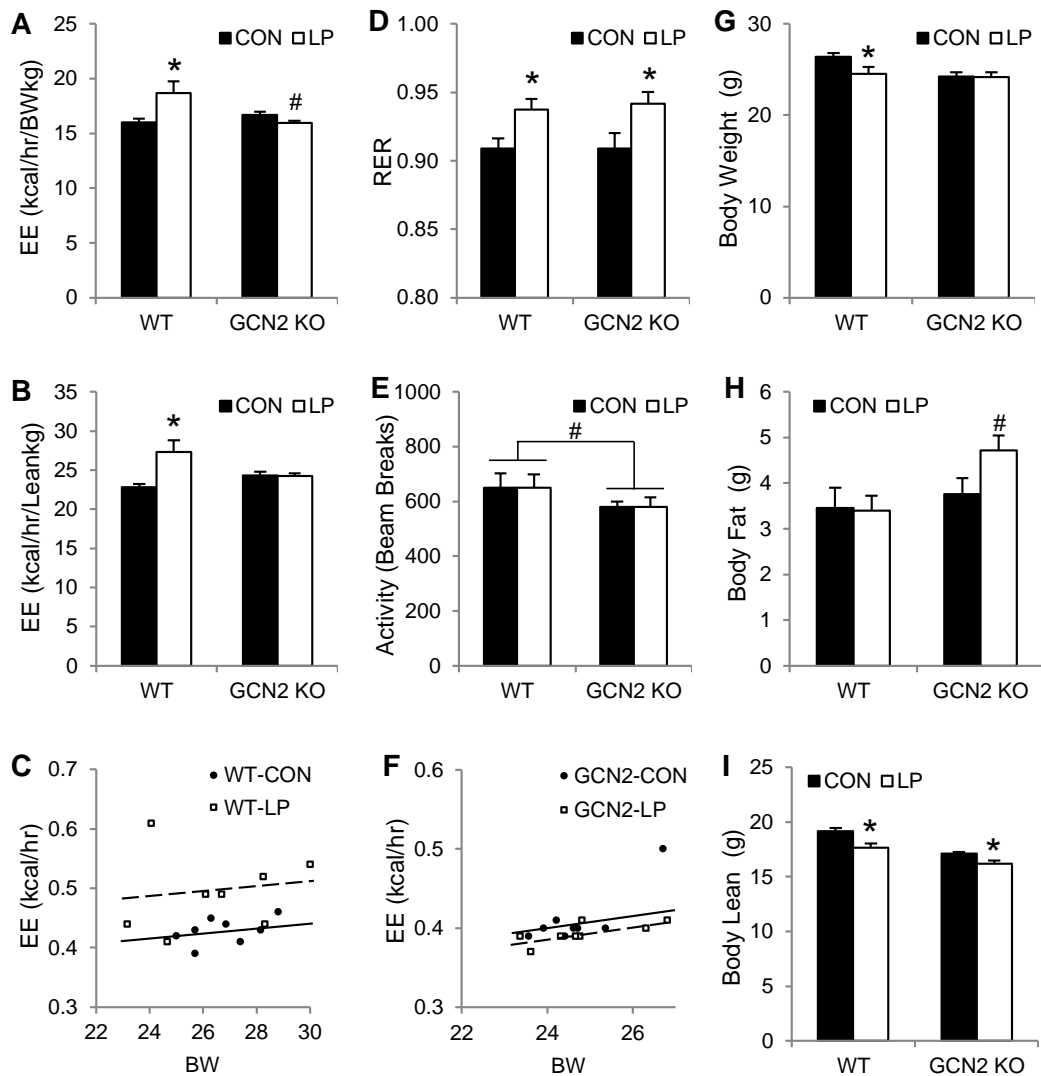 A
EE (kcal/hr/BWkg)
25
20
15
10
5
0
CON LP
*
#
WT GCN2 KO
D
RER
1.00
0.95
0.90
0.85
0.80
CON LP
*
*
WT GCN2 KO
G
Body Weight (g)
30
20
10
0
CON LP
*
WT GCN2 KO
B
EE (kcal/hr/Leankg)
35
30
25
20
15
10
5
0
CON LP
*
WT GCN2 KO
E
Activity (Beam Breaks)
1000
800
600
400
200
0
CON LP
#
WT GCN2 KO
H
Body Fat (g)
6
5
4
3
2
1
0
CON LP
#
WT GCN2 KO
C
EE (kcal/hr)
0.7
0.6
0.5
0.4
0.3
WT-CON
WT-LP
22 24 26 28 30
BW
F
EE (kcal/hr)
0.6
0.5
0.4
0.3
GCN2-CON
GCN2-LP
22 24 26
BW
I
Body Lean (g)
25
20
15
10
5
0
CON LP
*
*
WT GCN2 KO